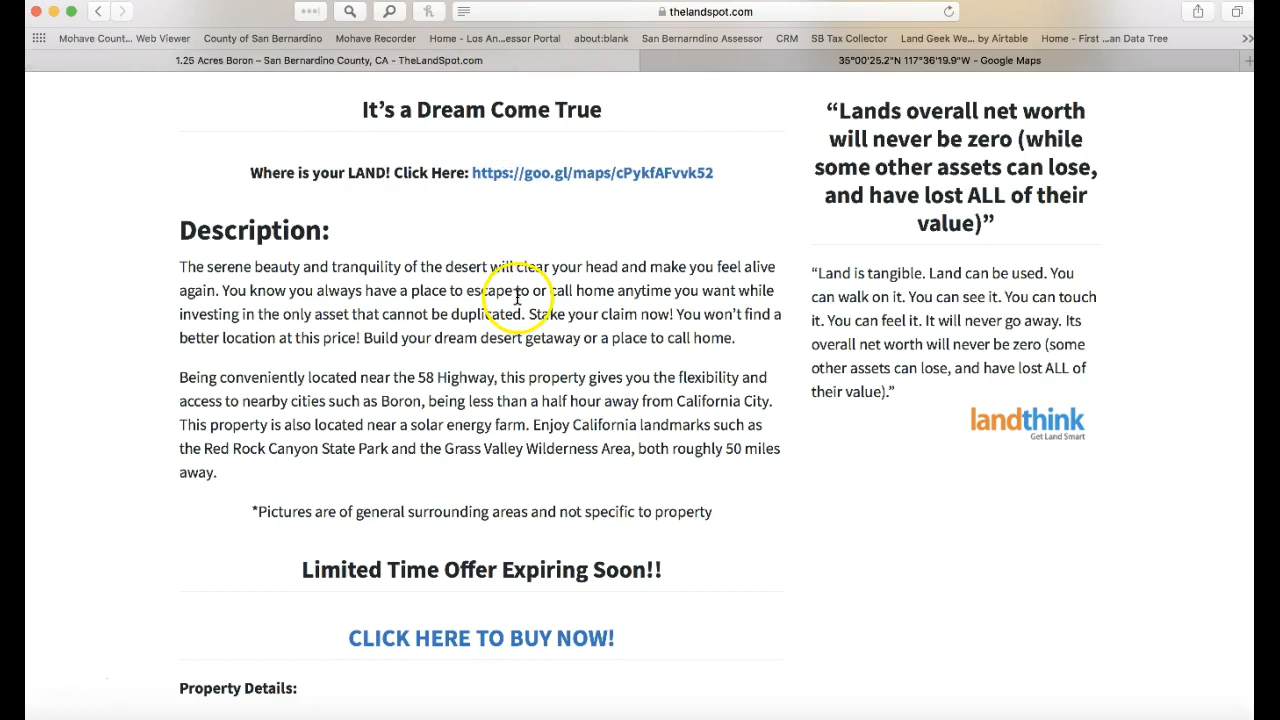 thelandspot.com
Mohave Count... Web Viewer
County of San Bernardino
Mohave Recorder
Home - Los An...essor Portal
about:blank
San Bernarndino Assessor
CRM
SB Tax Collector
Land Geek We... by Airtable
Home - First ...an Data Tree
1.25 Acres Boron – San Bernardino County, CA - TheLandSpot.com
35°00'25.2"N 117°36'19.9"W - Google Maps
It’s a Dream Come True
Where is your LAND! Click Here: https://goo.gl/maps/cPykfAFvvk52
Description:
The serene beauty and tranquility of the desert will clear your head and make you feel alive
again. You know you always have a place to escape to or call home anytime you want while
investing in the only asset that cannot be duplicated. Stake your claim now! You won’t find a
better location at this price! Build your dream desert getaway or a place to call home.
Being conveniently located near the 58 Highway, this property gives you the flexibility and
access to nearby cities such as Boron, being less than a half hour away from California City.
This property is also located near a solar energy farm. Enjoy California landmarks such as
the Red Rock Canyon State Park and the Grass Valley Wilderness Area, both roughly 50 miles
away.
*Pictures are of general surrounding areas and not specific to property
Limited Time Offer Expiring Soon!!
CLICK HERE TO BUY NOW!
Property Details:
“Lands overall net worth
will never be zero (while
some other assets can lose,
and have lost ALL of their
value)”
“Land is tangible. Land can be used. You
can walk on it. You can see it. You can touch
it. You can feel it. It will never go away. Its
overall net worth will never be zero (some
other assets can lose, and have lost ALL of
their value).”
landthink
Get Land Smart